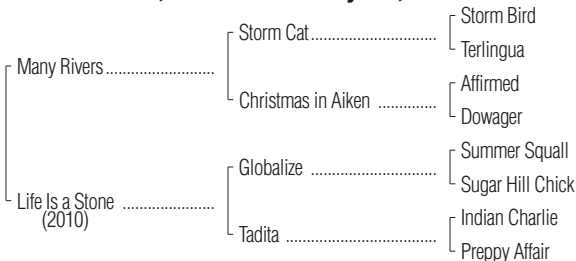 Storm Bird
Storm Cat
Terlingua
Many Rivers
Affirmed
Christmas in Aiken
Dowager
Summer Squall
Globalize
Sugar Hill Chick
Life Is a Stone
(2010)
Indian Charlie
Tadita
Preppy Affair